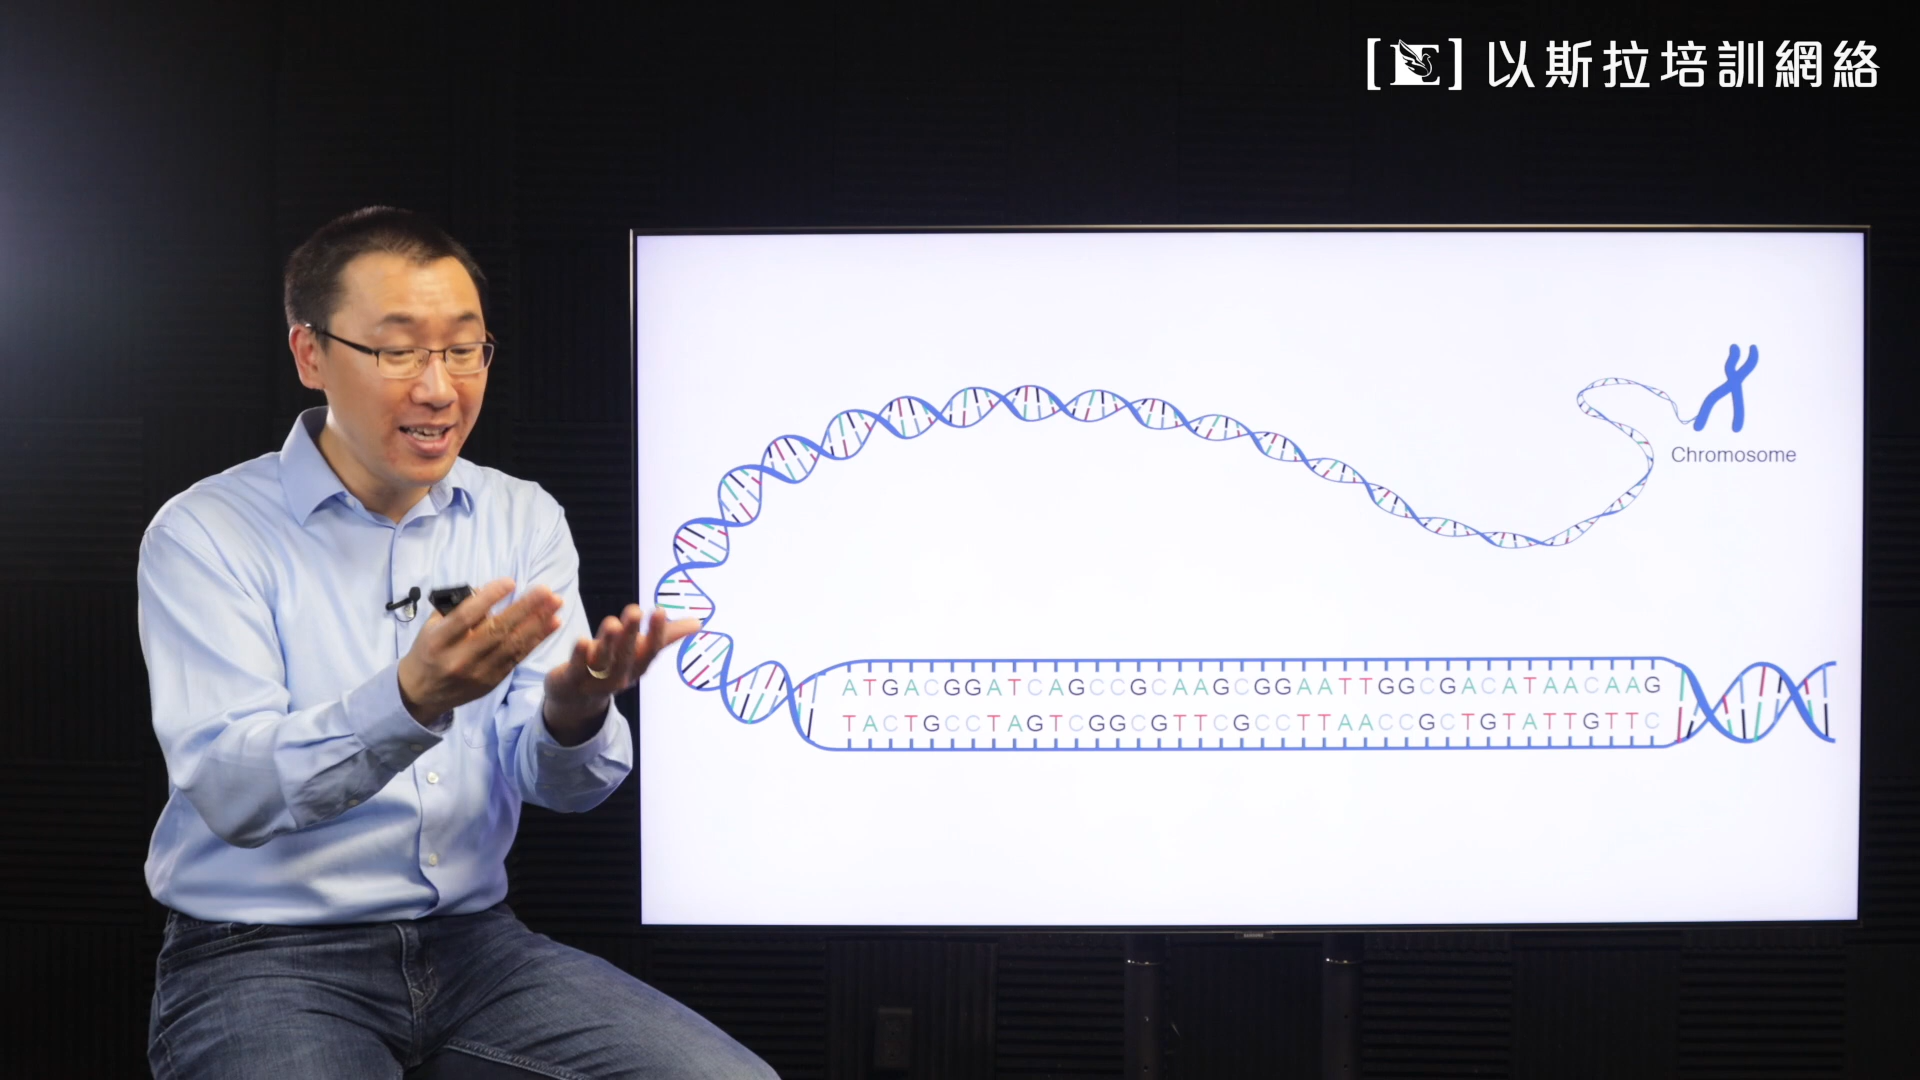 [E] 以斯拉培訓網絡
Chromosome
ATGACGGATCAGCCGCAAGCGGAATTGGCGACATAACAAG
TACTGCCTAGTCGGCGTTCGCCTTAACCGCTGTATTGTTC